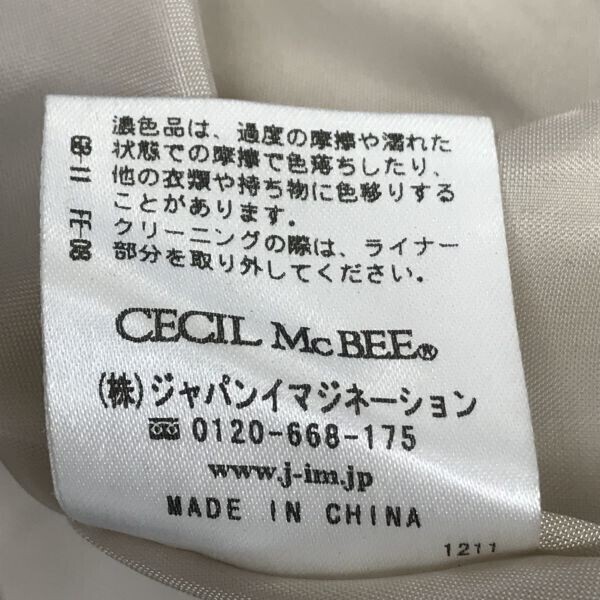 濃色品は、過度の摩擦や濡れた
状態での摩擦で色落ちしたり、
他の衣類や持ち物に色移りする
ことがあります。
クリーニングの際は、ライナー
部分を取り外してください。
CECIL McBEE®
(株)ジャパンイマジネーション
0120-668-175
www.j-im.jp
MADE IN CHINA
1211